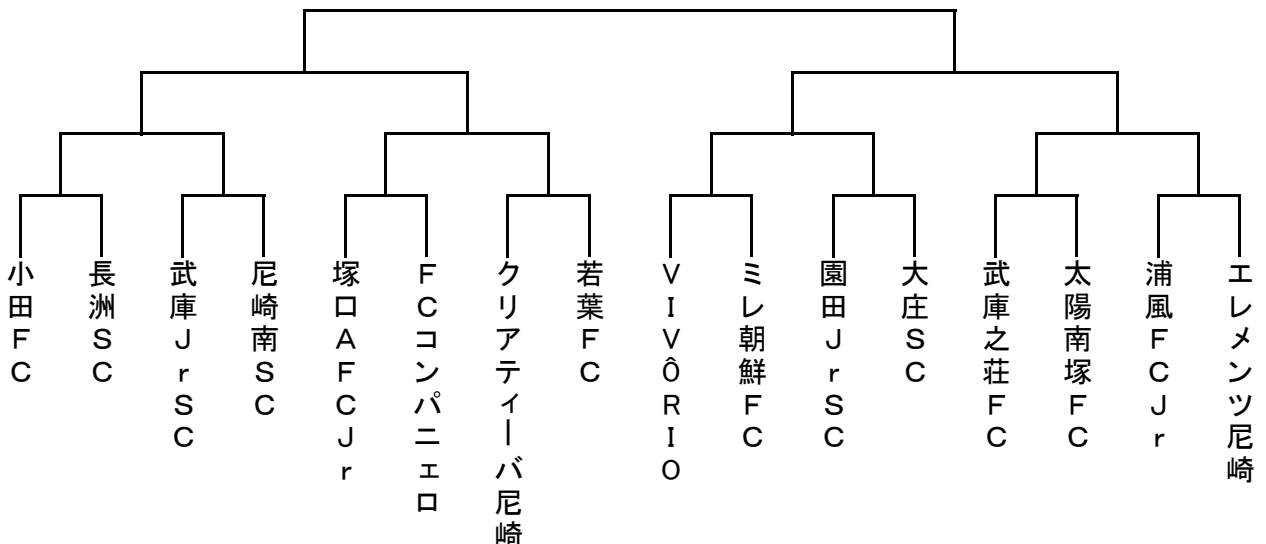 小田FC
長洲SC
武庫JrSC
尼崎南SC
塚口AFCJr
FCコンパニェロ
クリアティーバ尼崎
若葉FC
VIVÔRIO
ミレ朝鮮FC
園田JrSC
大庄SC
武庫之荘FC
太陽南塚FC
浦風FCJr
エレメンツ尼崎